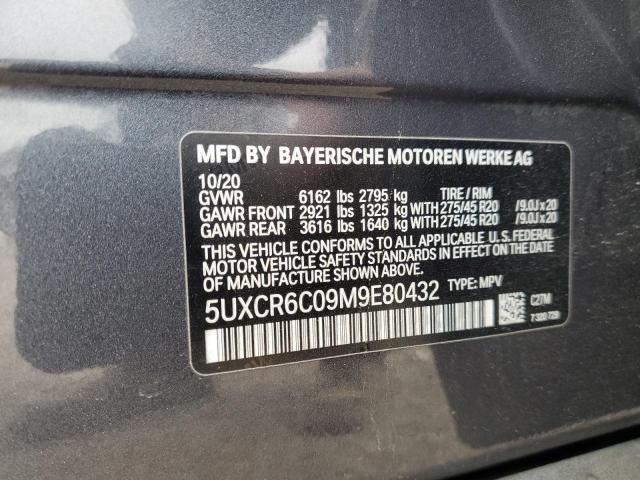 MFD BY BAYERISCHE MOTOREN WERKE AG
10/20
GVWR 6162 lbs 2795 kg TIRE / RIM
GAWR FRONT 2921 lbs 1325 kg WITH 275/45 R20 /9.0J x 20
GAWR REAR 3616 lbs 1640 kg WITH 275/45 R20 /9.0J x 20
THIS VEHICLE CONFORMS TO ALL APPLICABLE U.S. FEDERAL
MOTOR VEHICLE SAFETY STANDARDS IN EFFECT ON THE DATE
OF MANUFACTURE SHOWN ABOVE.
5UXCR6C09M9E80432 TYPE: MPV
C27M
7320729